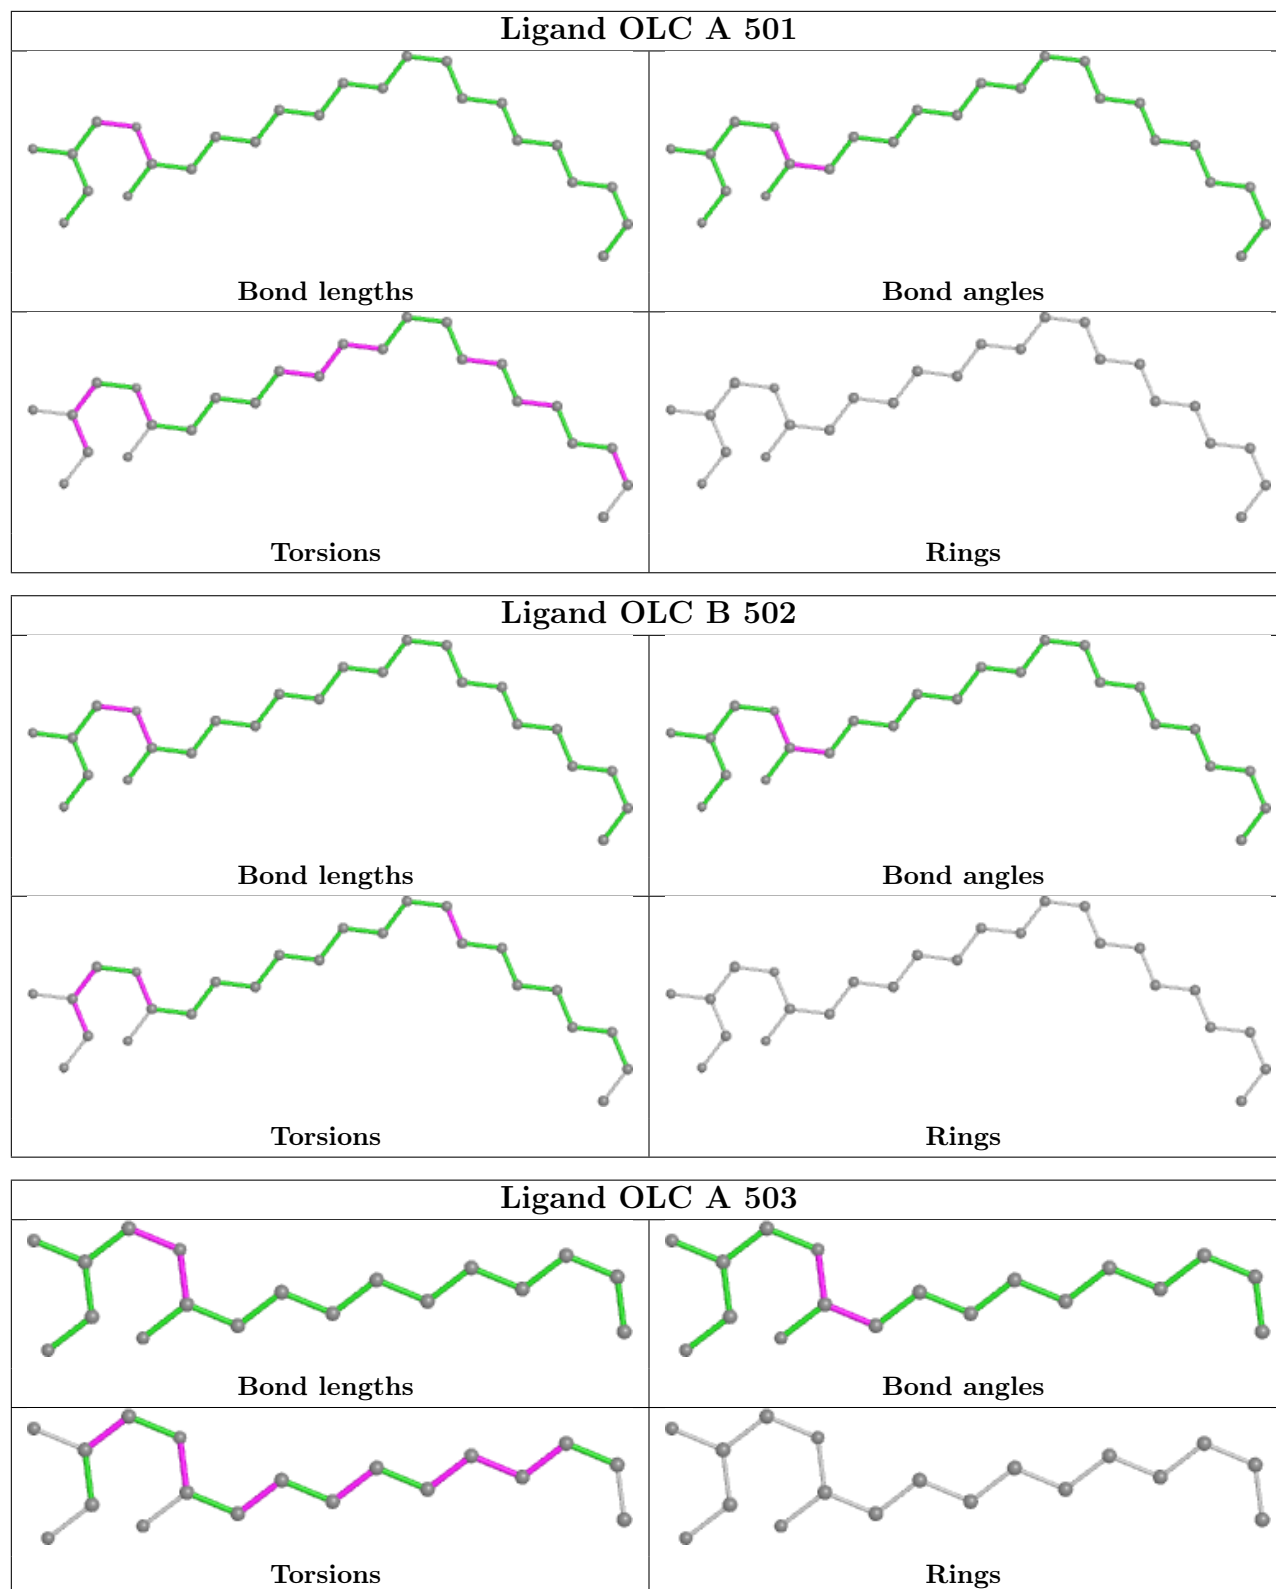 Ligand OLC A 501
Bond lengths
Bond angles
Torsions
Rings
Ligand OLC B 502
Bond lengths
Bond angles
Torsions
Rings
Ligand OLC A 503
Bond lengths
Bond angles
Torsions
Rings